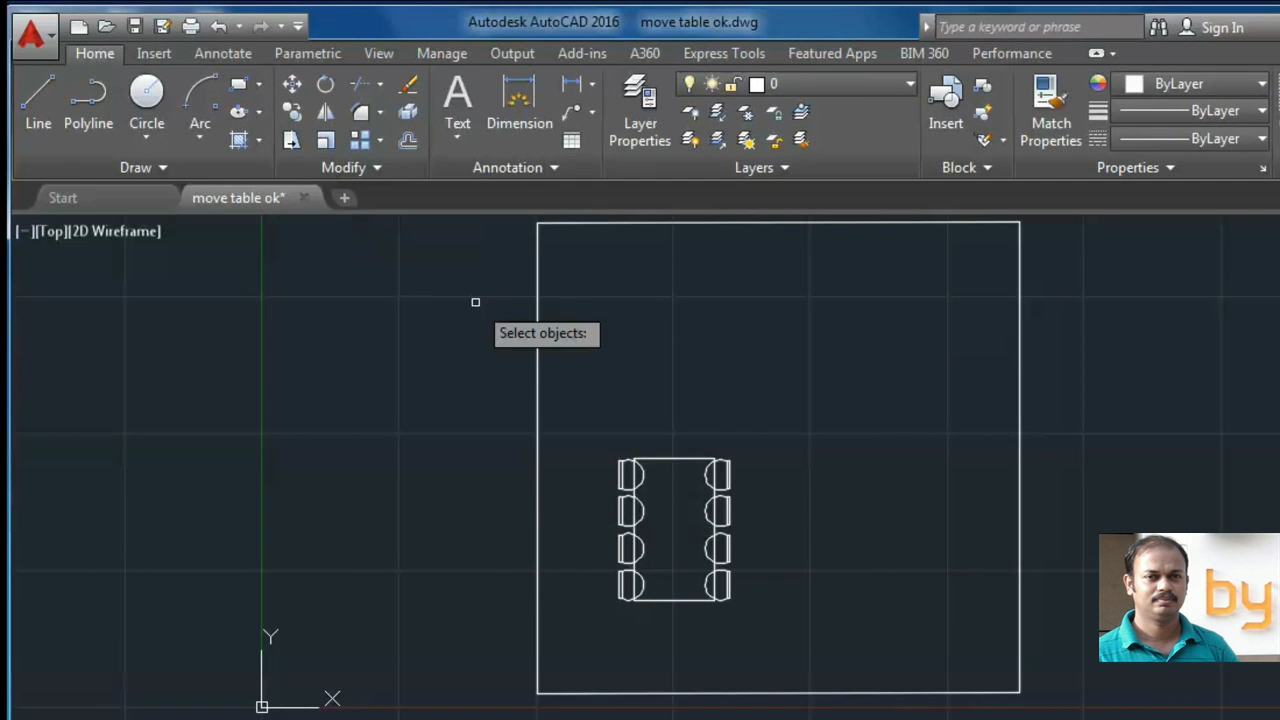 Autodesk AutoCAD 2016 move table ok.dwg
Type a keyword or phrase
Sign In
Home Insert Annotate Parametric View Manage Output Add-ins A360 Express Tools Featured Apps BIM 360 Performance
0
ByLayer
ByLayer
ByLayer
Line Polyline Circle Arc
A
Text Dimension
Layer Properties
Insert
Match Properties
Draw Modify Annotation Layers Block Properties
Start move table ok*
[−][Top][2D Wireframe]
Select objects:
by
Y
X